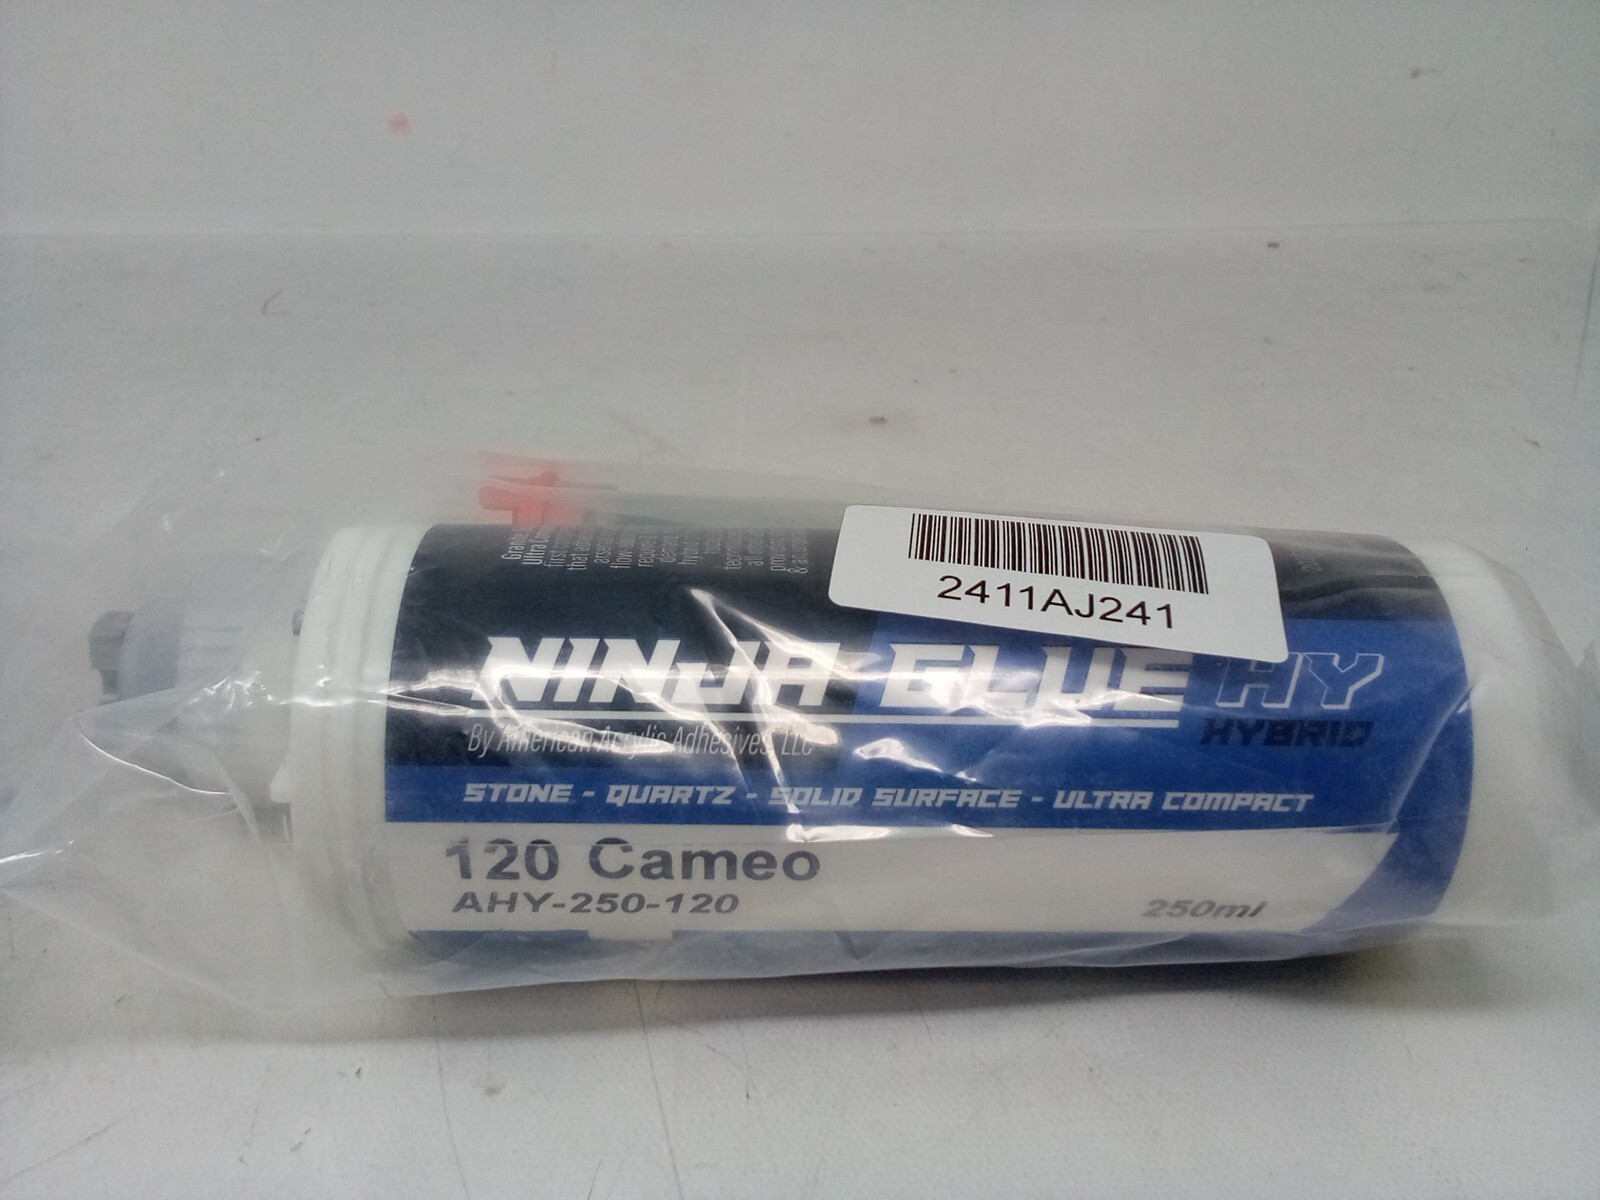 2411AJ241
NINJA GLUE HY
HYBRID
By American Acrylic Adhesives, LLC
STONE - QUARTZ - SOLID SURFACE - ULTRA COMPACT
120 Cameo
AHY-250-120
250ml